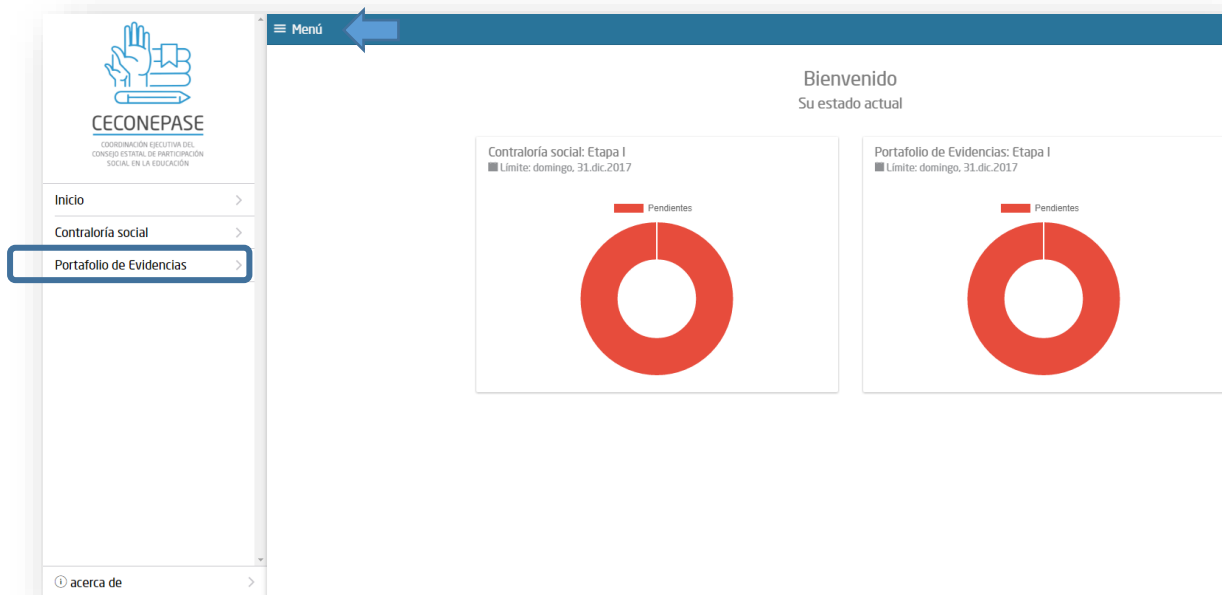 CECONEPASE
COORDINACIÓN EJECUTIVA DEL
CONSEJO ESTATAL DE PARTICIPACIÓN
SOCIAL EN LA EDUCACIÓN
Inicio
Contraloría social
Portafolio de Evidencias
acerca de
Menú
Bienvenido
Su estado actual
Contraloría social: Etapa I
Límite: domingo, 31.dic.2017
Pendientes
Portafolio de Evidencias: Etapa I
Límite: domingo, 31.dic.2017
Pendientes